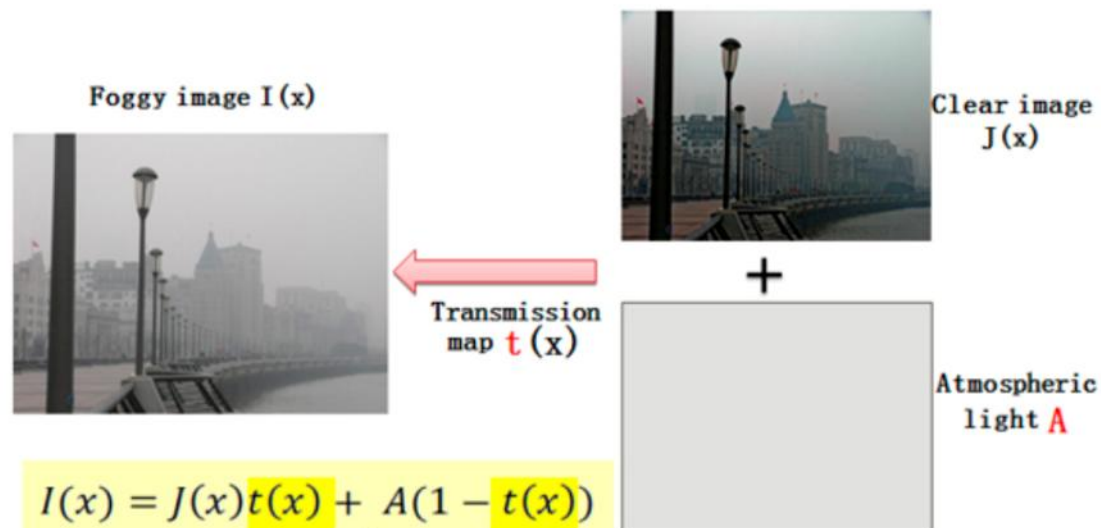 Foggy image I(x)
Clear image
J(x)
Transmission
map t(x)
Atmospheric
light A
I(x) = J(x)t(x) + A(1 − t(x))